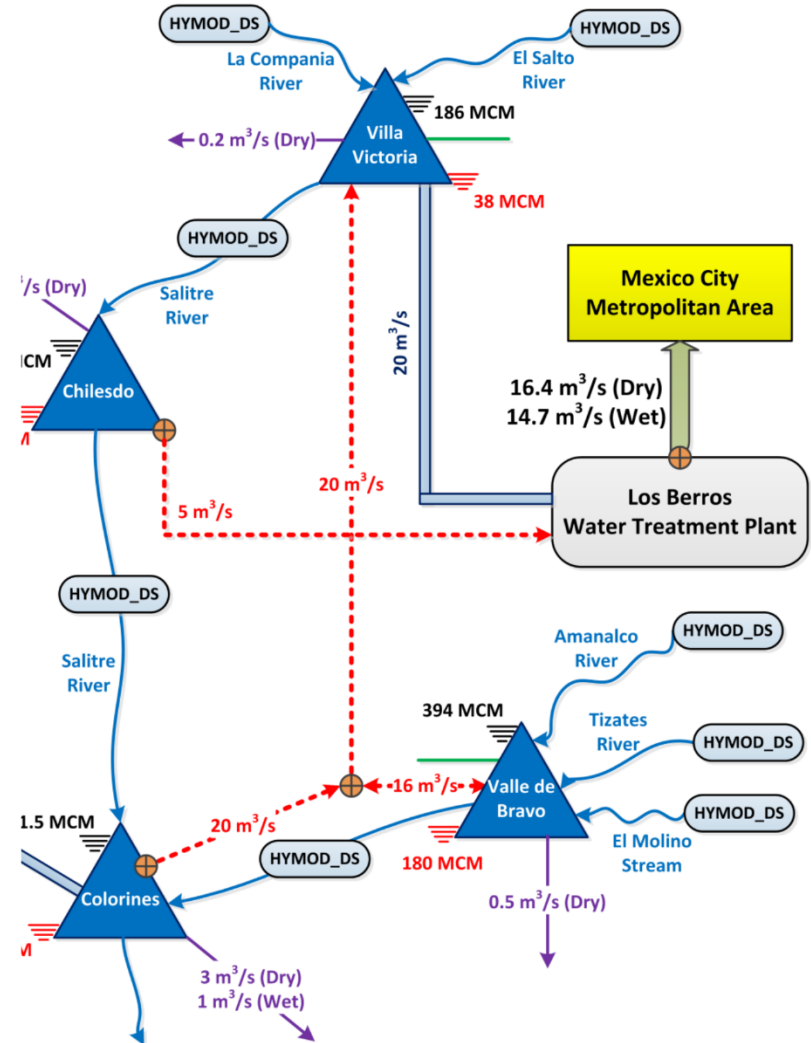 HYMOD_DS
HYMOD_DS
La Compania
River
El Salto
River
186 MCM
0.2 m³/s (Dry)
Villa
Victoria
38 MCM
HYMOD_DS
/s (Dry)
Salitre
River
Mexico City
Metropolitan Area
20 m³/s
16.4 m³/s (Dry)
14.7 m³/s (Wet)
Chilesdo
20 m³/s
5 m³/s
Los Berros
Water Treatment Plant
HYMOD_DS
Amanalco
River
HYMOD_DS
Salitre
River
394 MCM
Tizates
River
HYMOD_DS
16 m³/s
Valle de
Bravo
HYMOD_DS
1.5 MCM
20 m³/s
180 MCM
El Molino
Stream
HYMOD_DS
Colorines
0.5 m³/s (Dry)
3 m³/s (Dry)
1 m³/s (Wet)